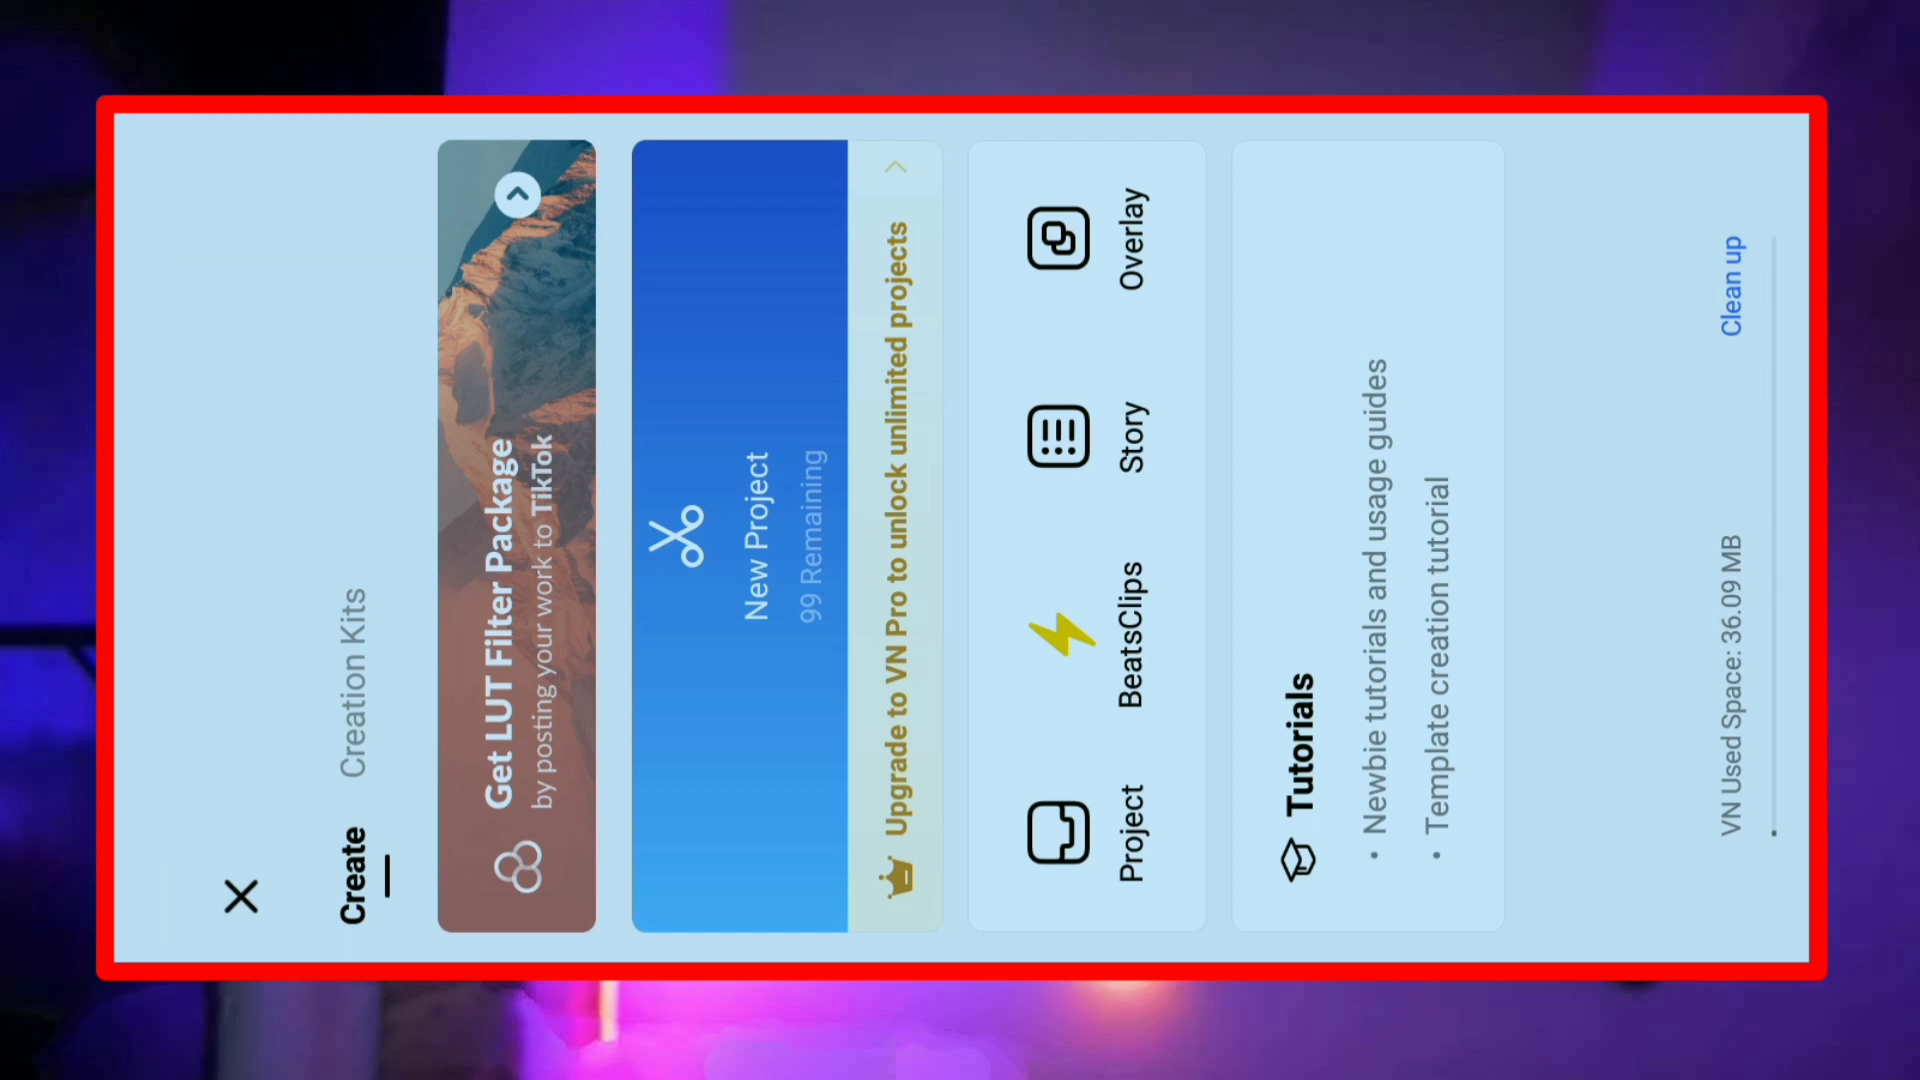 Create Creation Kits
Get LUT Filter Package
by posting your work to TikTok
New Project
99 Remaining
Upgrade to VN Pro to unlock unlimited projects
Project BeatsClips Story Overlay
Tutorials
• Newbie tutorials and usage guides
• Template creation tutorial
VN Used Space: 36.09 MB Clean up